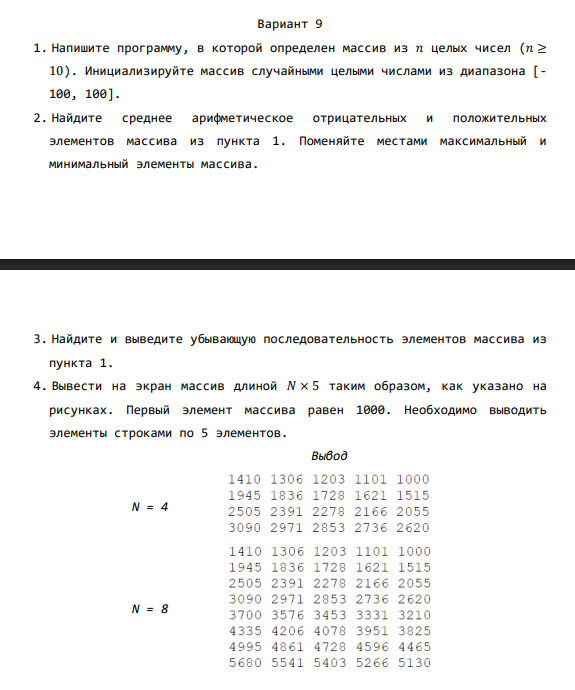 Вариант 9
1. Напишите программу, в которой определен массив из n целых чисел (n ≥
10). Инициализируйте массив случайными целыми числами из диапазона [-
100, 100].
2. Найдите среднее арифметическое отрицательных и положительных
элементов массива из пункта 1. Поменяйте местами максимальный и
минимальный элементы массива.
3. Найдите и выведите убывающую последовательность элементов массива из
пункта 1.
4. Вывести на экран массив длиной N × 5 таким образом, как указано на
рисунках. Первый элемент массива равен 1000. Необходимо выводить
элементы строками по 5 элементов.
Вывод
N = 4
1410 1306 1203 1101 1000
1945 1836 1728 1621 1515
2505 2391 2278 2166 2055
3090 2971 2853 2736 2620
N = 8
1410 1306 1203 1101 1000
1945 1836 1728 1621 1515
2505 2391 2278 2166 2055
3090 2971 2853 2736 2620
3700 3576 3453 3331 3210
4335 4206 4078 3951 3825
4995 4861 4728 4596 4465
5680 5541 5403 5266 5130